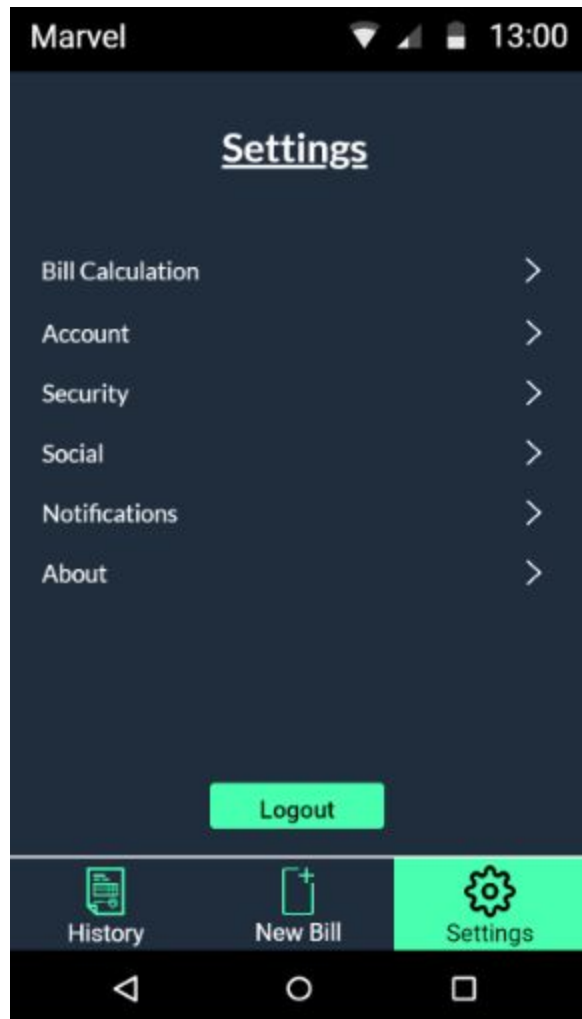 Marvel 13:00
Settings
Bill Calculation
Account
Security
Social
Notifications
About
Logout
History New Bill Settings